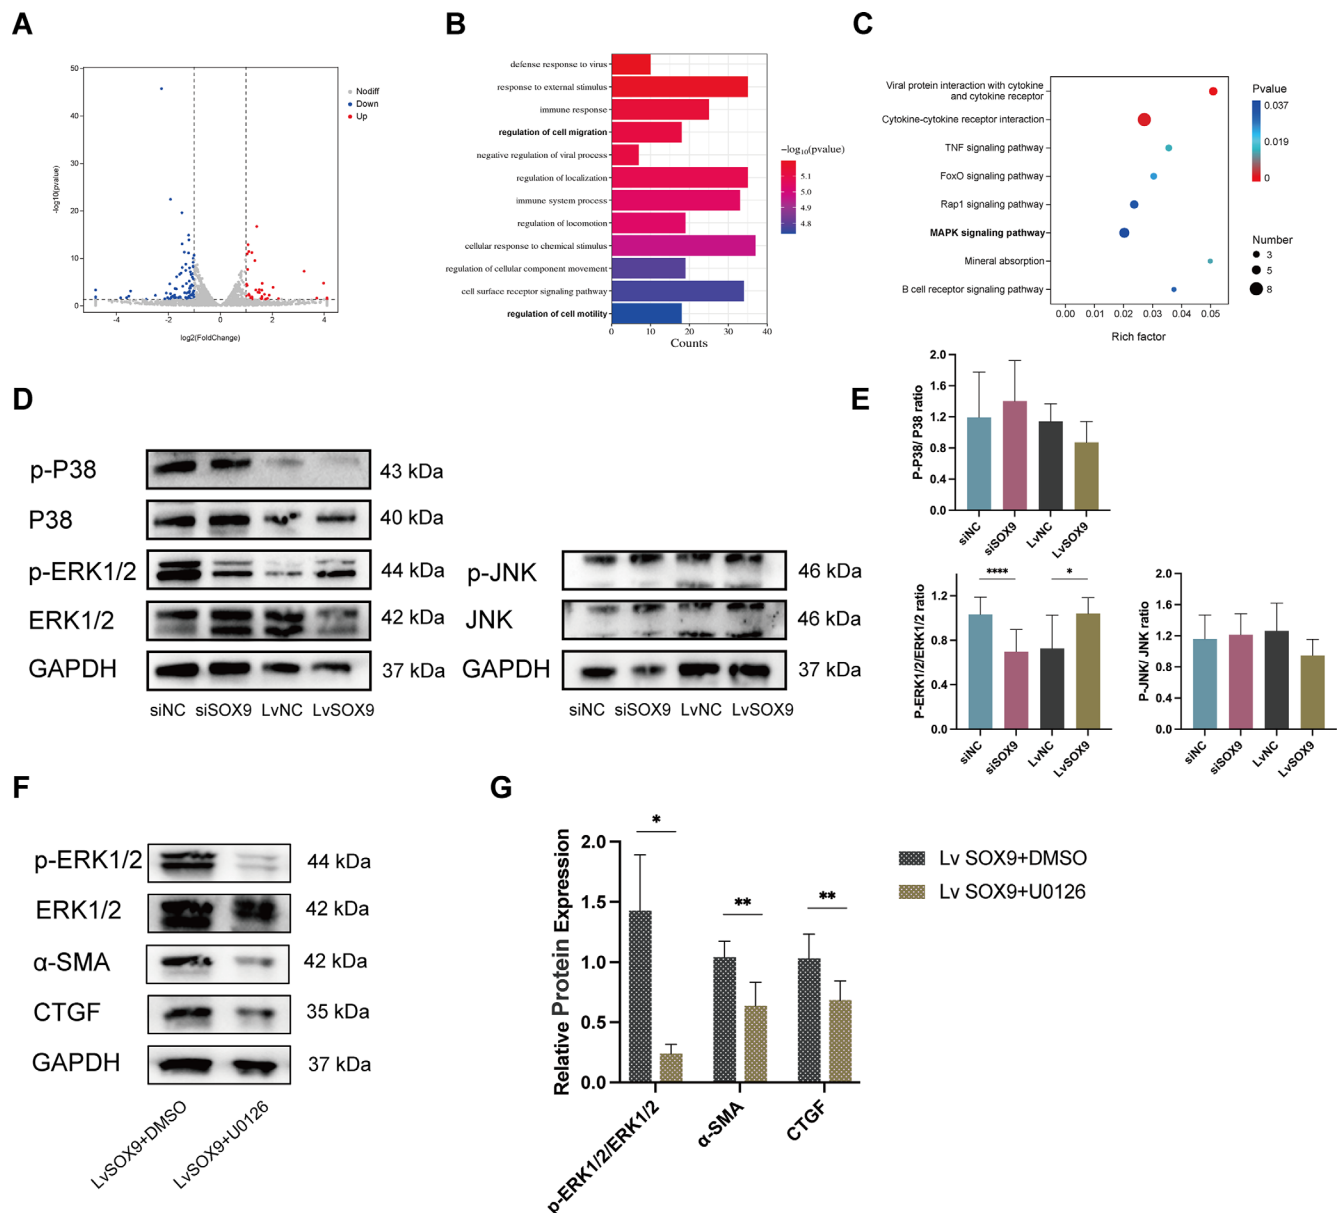 A
50
40
30
20
10
0
-log10(pvalue)
-4
-2
0
2
4
log2(FoldChange)
Nodiff
Down
Up
B
defense response to virus
response to external stimulus
immune response
regulation of cell migration
negative regulation of viral process
regulation of localization
immune system process
regulation of locomotion
cellular response to chemical stimulus
regulation of cellular component movement
cell surface receptor signaling pathway
regulation of cell motility
0
10
20
30
40
Counts
−log10(pvalue)
5.1
5.0
4.9
4.8
C
Viral protein interaction with cytokine
and cytokine receptor
Cytokine-cytokine receptor interaction
TNF signaling pathway
FoxO signaling pathway
Rap1 signaling pathway
MAPK signaling pathway
Mineral absorption
B cell receptor signaling pathway
0.00
0.01
0.02
0.03
0.04
0.05
Rich factor
Pvalue
0.037
0.019
0
Number
3
5
8
D
p-P38
43 kDa
P38
40 kDa
p-ERK1/2
44 kDa
ERK1/2
42 kDa
GAPDH
37 kDa
siNC
siSOX9
LvNC
LvSOX9
p-JNK
46 kDa
JNK
46 kDa
GAPDH
37 kDa
siNC
siSOX9
LvNC
LvSOX9
E
P-P38/ P38 ratio
2.0
1.6
1.2
0.8
0.4
0.0
siNC
siSOX9
LvNC
LvSOX9
P-ERK1/2/ERK1/2 ratio
1.2
0.8
0.4
0.0
****
*
siNC
siSOX9
LvNC
LvSOX9
P-JNK/ JNK ratio
2.0
1.6
1.2
0.8
0.4
0.0
siNC
siSOX9
LvNC
LvSOX9
F
p-ERK1/2
44 kDa
ERK1/2
42 kDa
α-SMA
42 kDa
CTGF
35 kDa
GAPDH
37 kDa
LvSOX9+DMSO
LvSOX9+U0126
G
Relative Protein Expression
2.0
1.5
1.0
0.5
0.0
*
**
**
p-ERK1/2/ERK1/2
α-SMA
CTGF
Lv SOX9+DMSO
Lv SOX9+U0126